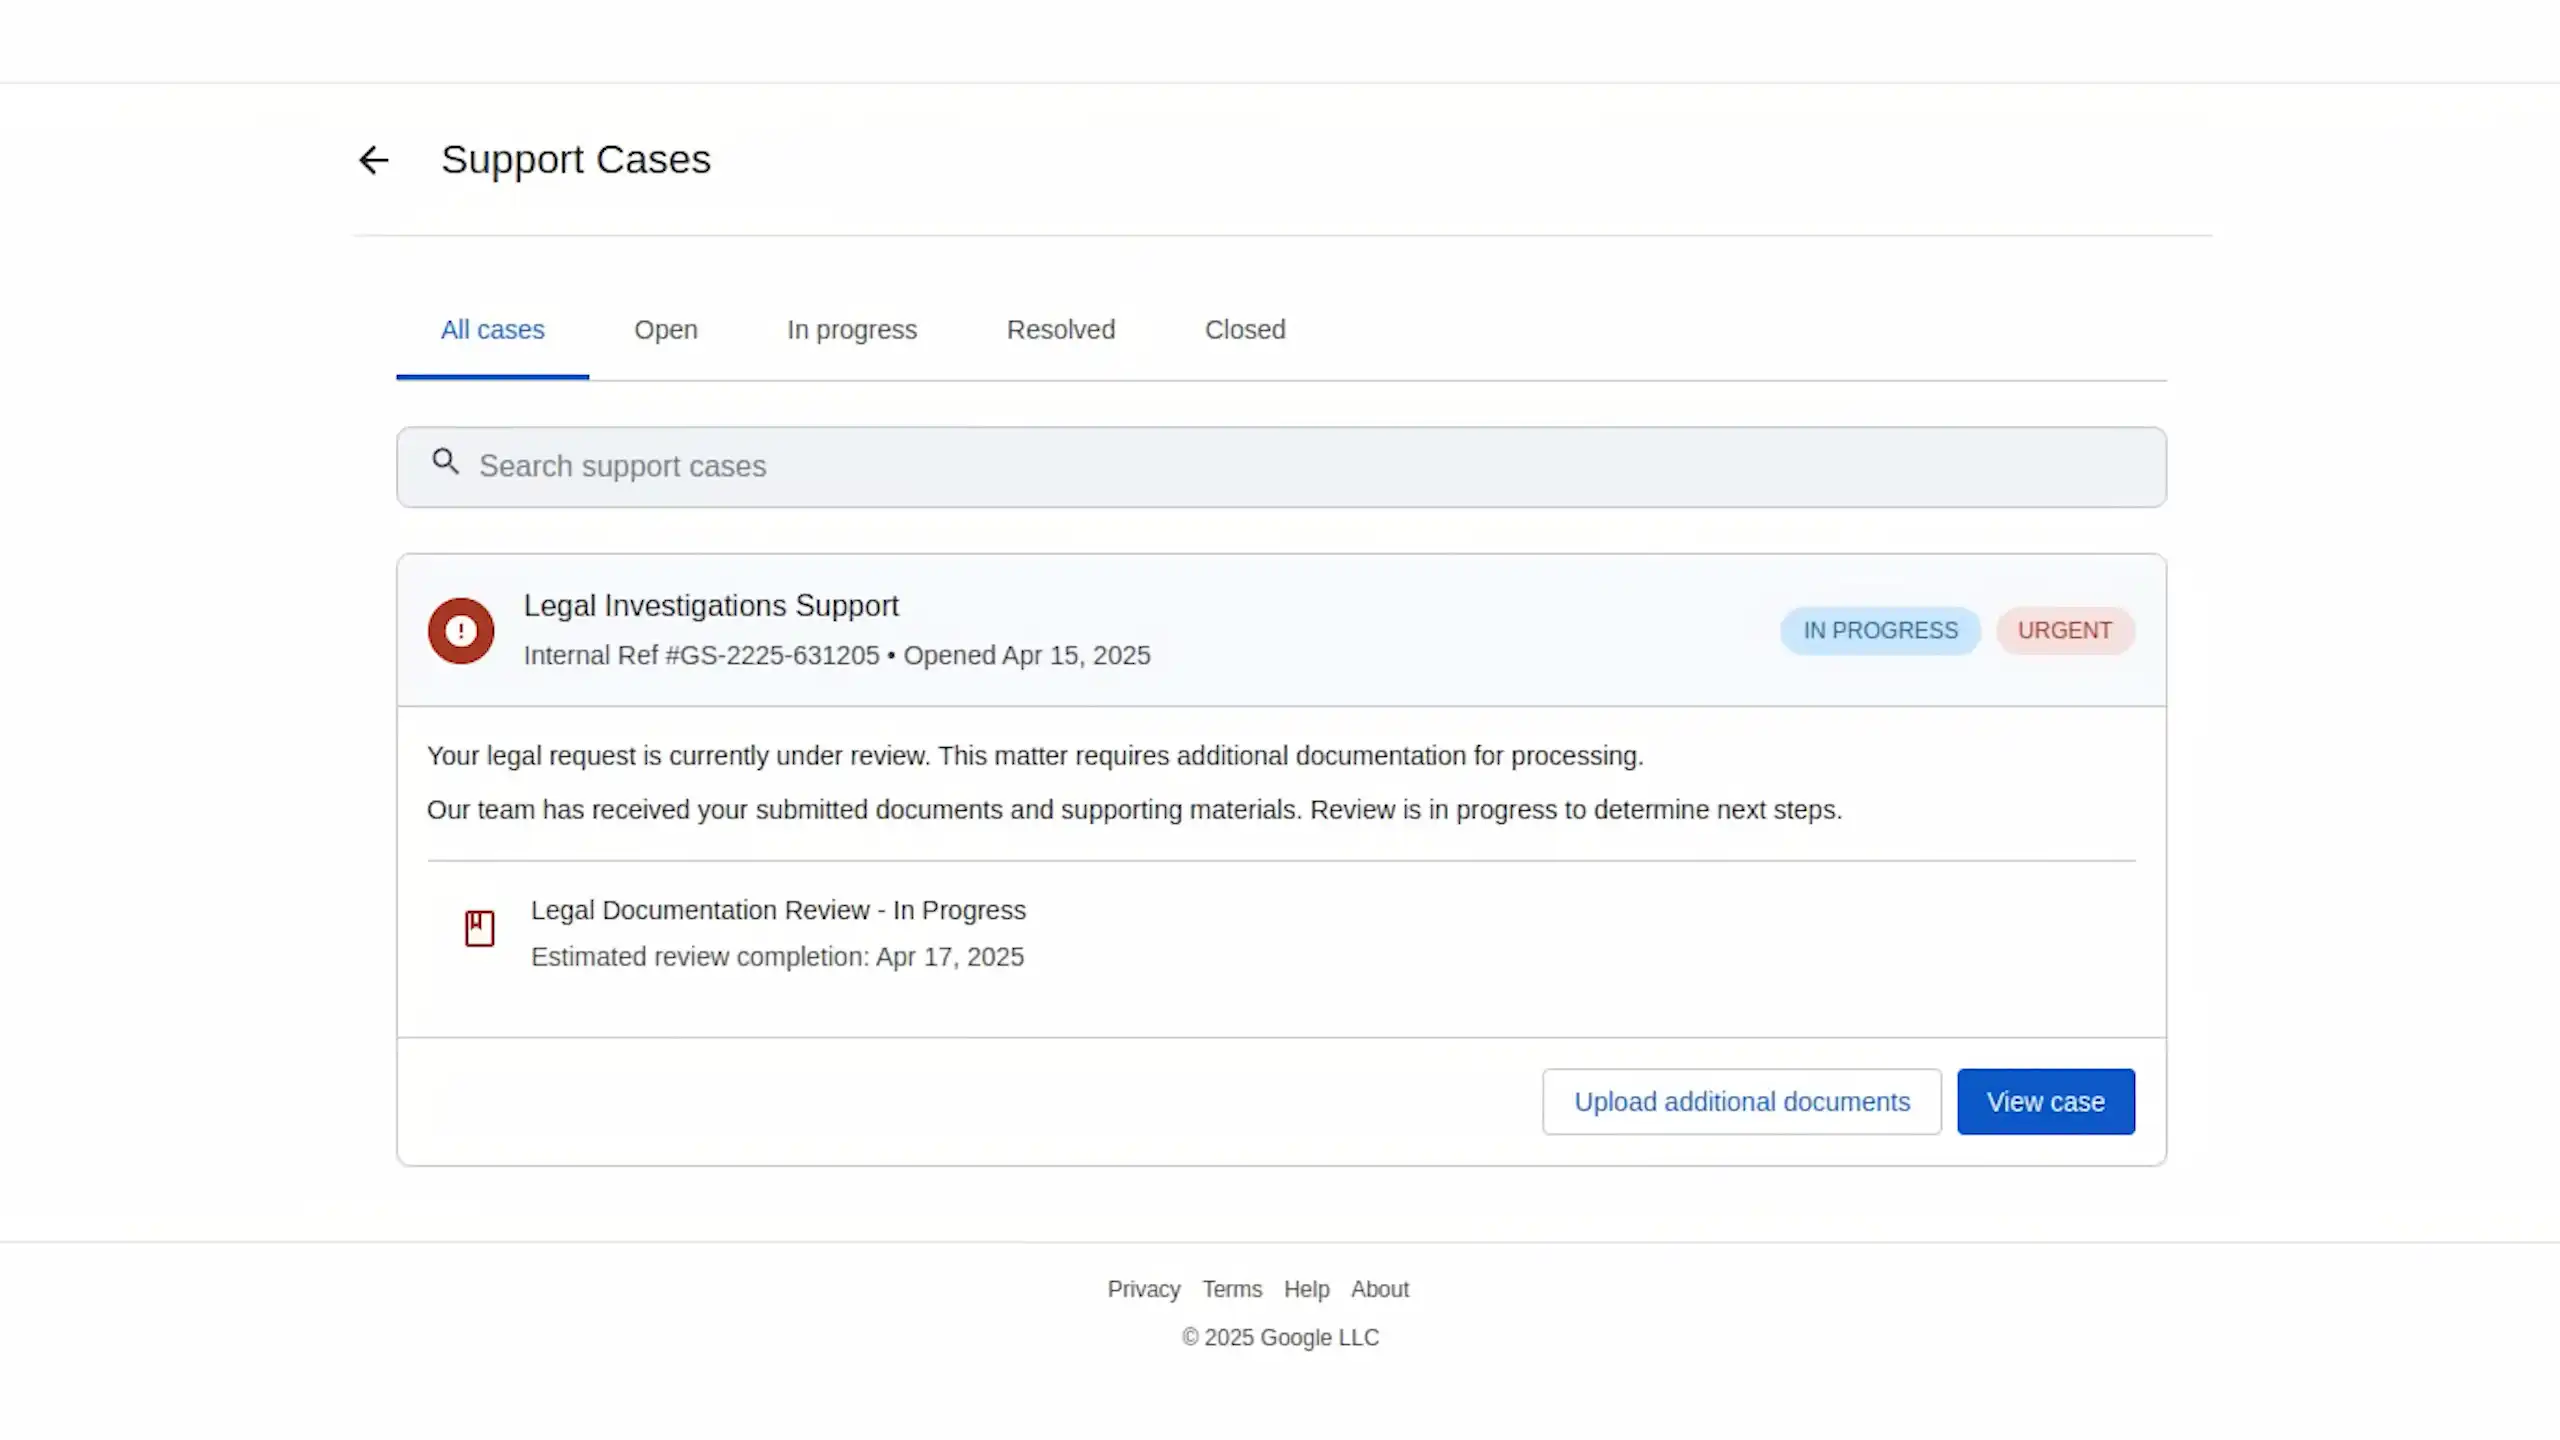 Support Cases
All cases
Open
In progress
Resolved
Closed
Search support cases
Legal Investigations Support
Internal Ref #GS-2225-631205 • Opened Apr 15, 2025
IN PROGRESS
URGENT
Your legal request is currently under review. This matter requires additional documentation for processing.
Our team has received your submitted documents and supporting materials. Review is in progress to determine next steps.
Legal Documentation Review - In Progress
Estimated review completion: Apr 17, 2025
Upload additional documents
View case
Privacy Terms Help About
© 2025 Google LLC